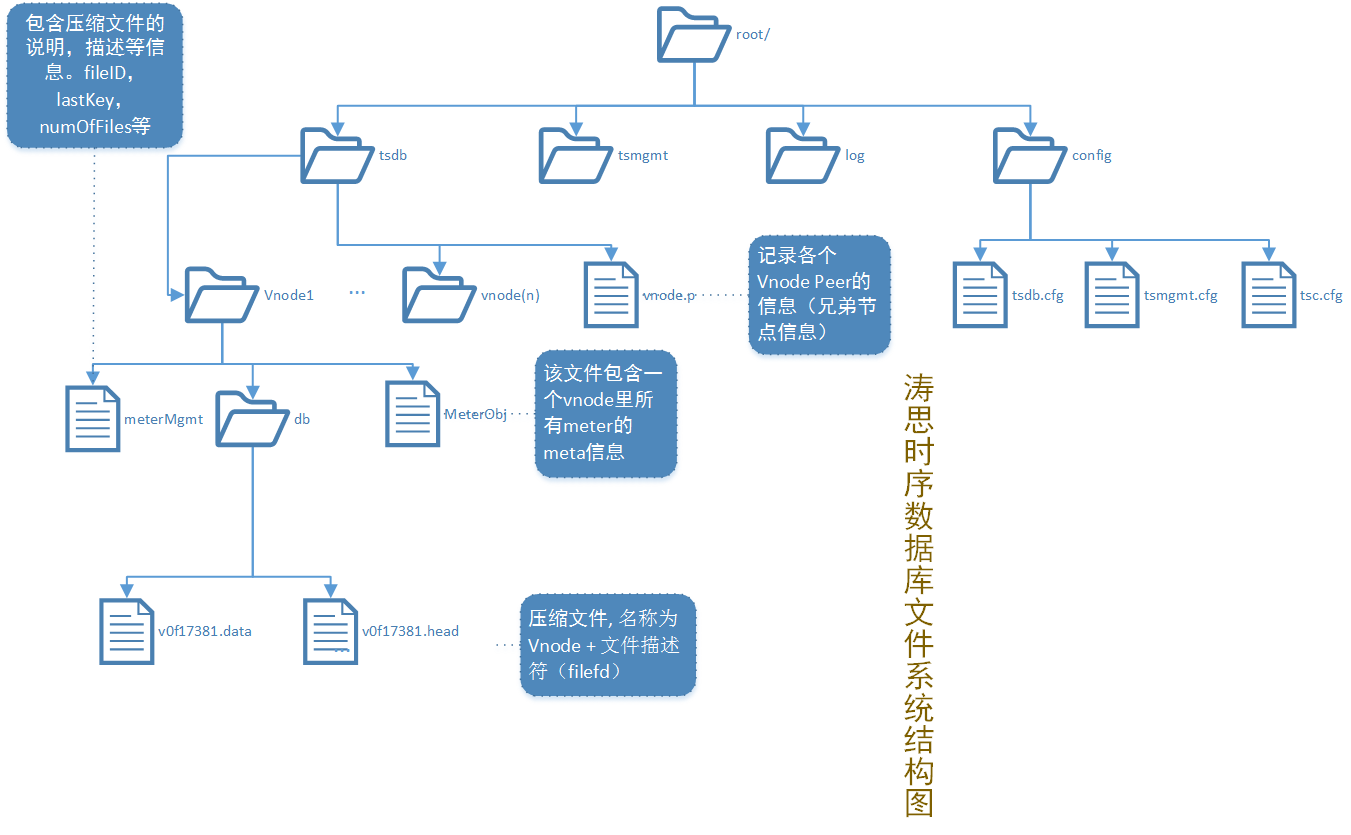 包含压缩文件的
说明，描述等信
息。fileID，
lastKey，
numOfFiles等
root/
tsdb
tsmgmt
log
config
Vnode1
...
vnode(n)
vnode.p
记录各个
Vnode Peer的
信息（兄弟节
点信息）
tsdb.cfg
tsmgmt.cfg
tsc.cfg
meterMgmt
db
MeterObj
该文件包含一
个vnode里所
有meter的
meta信息
v0f17381.data
v0f17381.head
...
压缩文件, 名称为
Vnode + 文件描述
符（filefd）
涛思时序数据库文件系统结构图